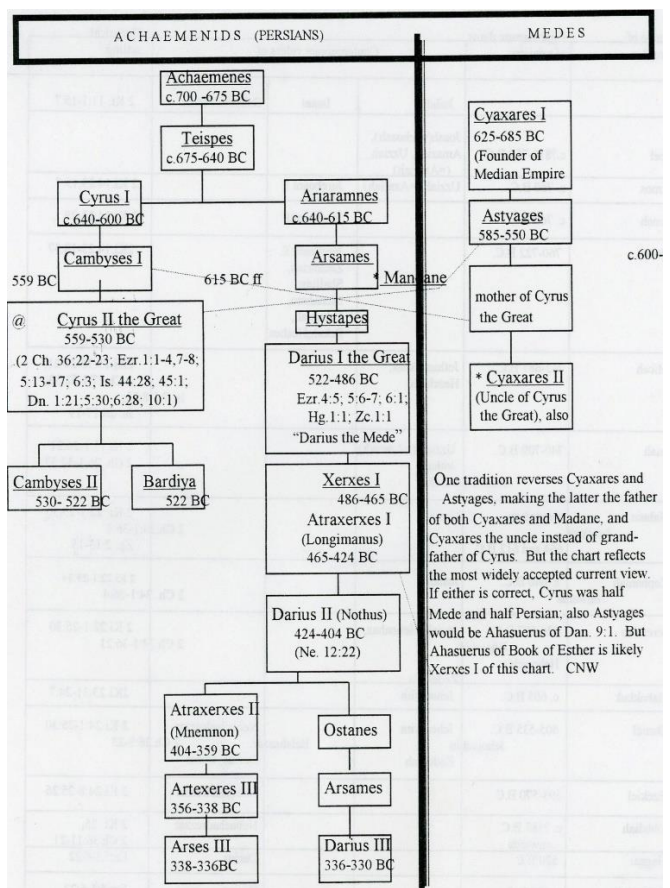 ACHAEMENIDS (PERSIANS)
MEDES
Achaemenes
c.700 -675 BC
Teispes
c.675-640 BC
Cyrus I
c.640-600 BC
Ariaramnes
c.640-615 BC
Cambyses I
559 BC
615 BC ff
Arsames
* Mandane
@
Cyrus II the Great
559-530 BC
(2 Ch. 36:22-23; Ezr.1:1-4,7-8;
5:13-17; 6:3; Is. 44:28; 45:1;
Dn. 1:21;5:30;6:28; 10:1)
Hystapes
Darius I the Great
522-486 BC
Ezr.4:5; 5:6-7; 6:1;
Hg.1:1; Zc.1:1
“Darius the Mede”
Cambyses II
530- 522 BC
Bardiya
522 BC
Xerxes I
486-465 BC
Atraxerxes I
(Longimanus)
465-424 BC
Darius II (Nothus)
424-404 BC
(Ne. 12:22)
Atraxerxes II
(Mnemnon)
404-359 BC
Ostanes
Artexeres III
356-338 BC
Arsames
Arses III
338-336BC
Darius III
336-330 BC
Cyaxares I
625-685 BC
(Founder of
Median Empire
Astyages
585-550 BC
c.600-
mother of Cyrus
the Great
* Cyaxares II
(Uncle of Cyrus
the Great), also
One tradition reverses Cyaxares and
Astyages, making the latter the father
of both Cyaxares and Madane, and
Cyaxares the uncle instead of grand-
father of Cyrus. But the chart reflects
the most widely accepted current view.
If either is correct, Cyrus was half
Mede and half Persian; also Astyages
would be Ahasuerus of Dan. 9:1. But
Ahasuerus of Book of Esther is likely
Xerxes I of this chart. CNW